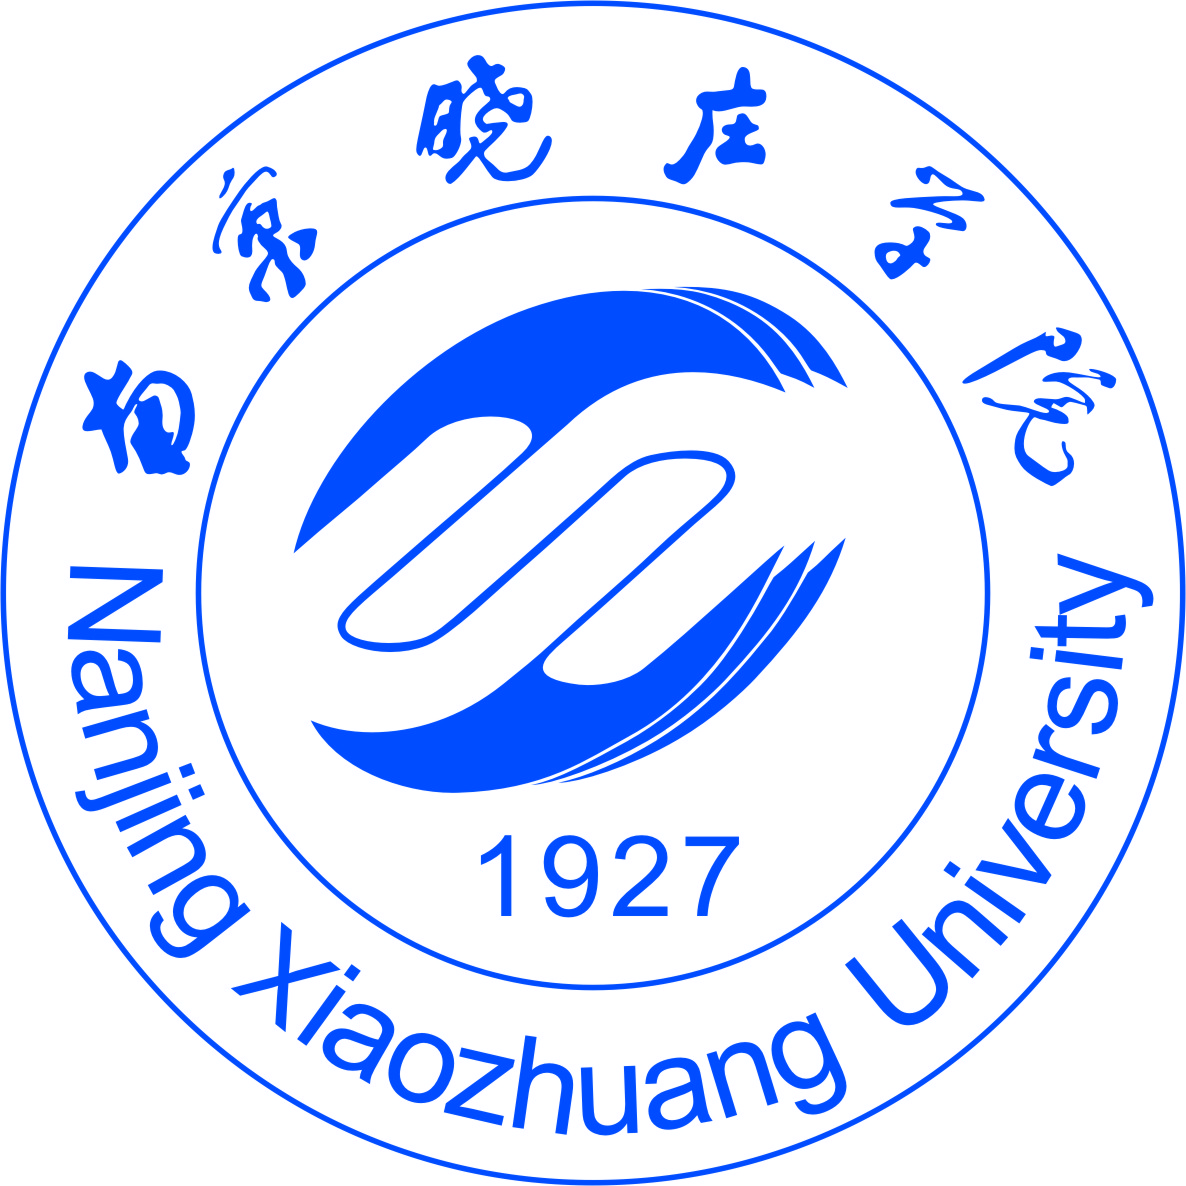 南京晓庄学院
1927
Nanjing Xiaozhuang University